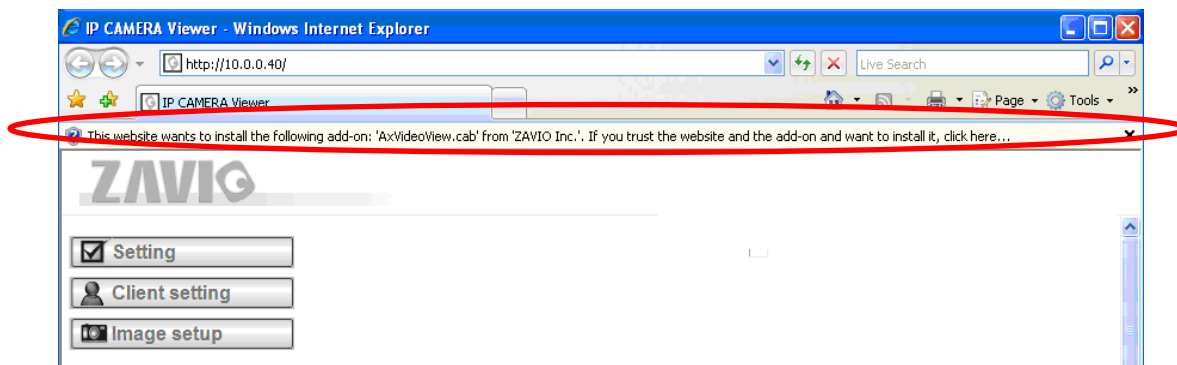 IP CAMERA Viewer - Windows Internet Explorer
http://10.0.0.40/
Live Search
IP CAMERA Viewer
Page
Tools
This website wants to install the following add-on: 'AxVideoView.cab' from 'ZAVIO Inc.'. If you trust the website and the add-on and want to install it, click here...
ZAVIO
Setting
Client setting
Image setup